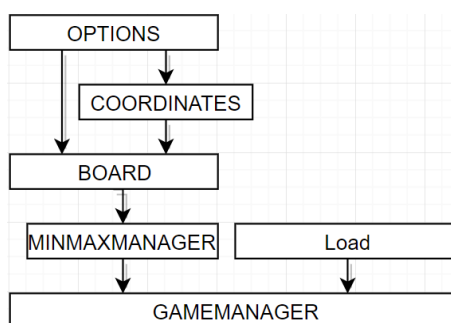 OPTIONS
COORDINATES
BOARD
MINMAXMANAGER
Load
GAMEMANAGER